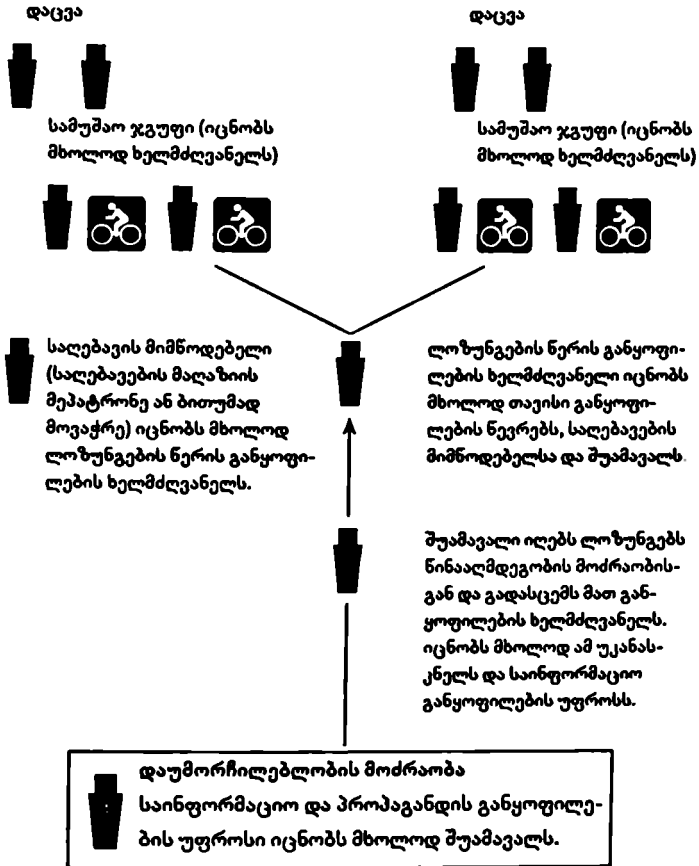 დაცვა
დაცვა
სამუშაო ჯგუფი (იცნობს
მხოლოდ ხელმძღვანელს)
სამუშაო ჯგუფი (იცნობს
მხოლოდ ხელმძღვანელს)
საღებავის მიმწოდებელი
(საღებავების მაღაზიის
მეპატრონე ან ბითუმად
მოვაჭრე) იცნობს მხოლოდ
ლოზუნგების წერის განყოფი-
ლების ხელმძღვანელს.
ლოზუნგების წერის განყოფი-
ლების ხელმძღვანელი იცნობს
მხოლოდ თავისი განყოფი-
ლების წევრებს, საღებავების
მიმწოდებელსა და შუამავალს.
შუამავალი იღებს ლოზუნგებს
წინააღმდეგობის მოძრაობის-
გან და გადასცემს მათ გან-
ყოფილების ხელმძღვანელს.
იცნობს მხოლოდ ამ უკანას-
კნელს და საინფორმაციო
განყოფილების უფროსს.
დაუმორჩილებლობის მოძრაობა
საინფორმაციო და პროპაგანდის განყოფილე-
ბის უფროსი იცნობს მხოლოდ შუამავალს.